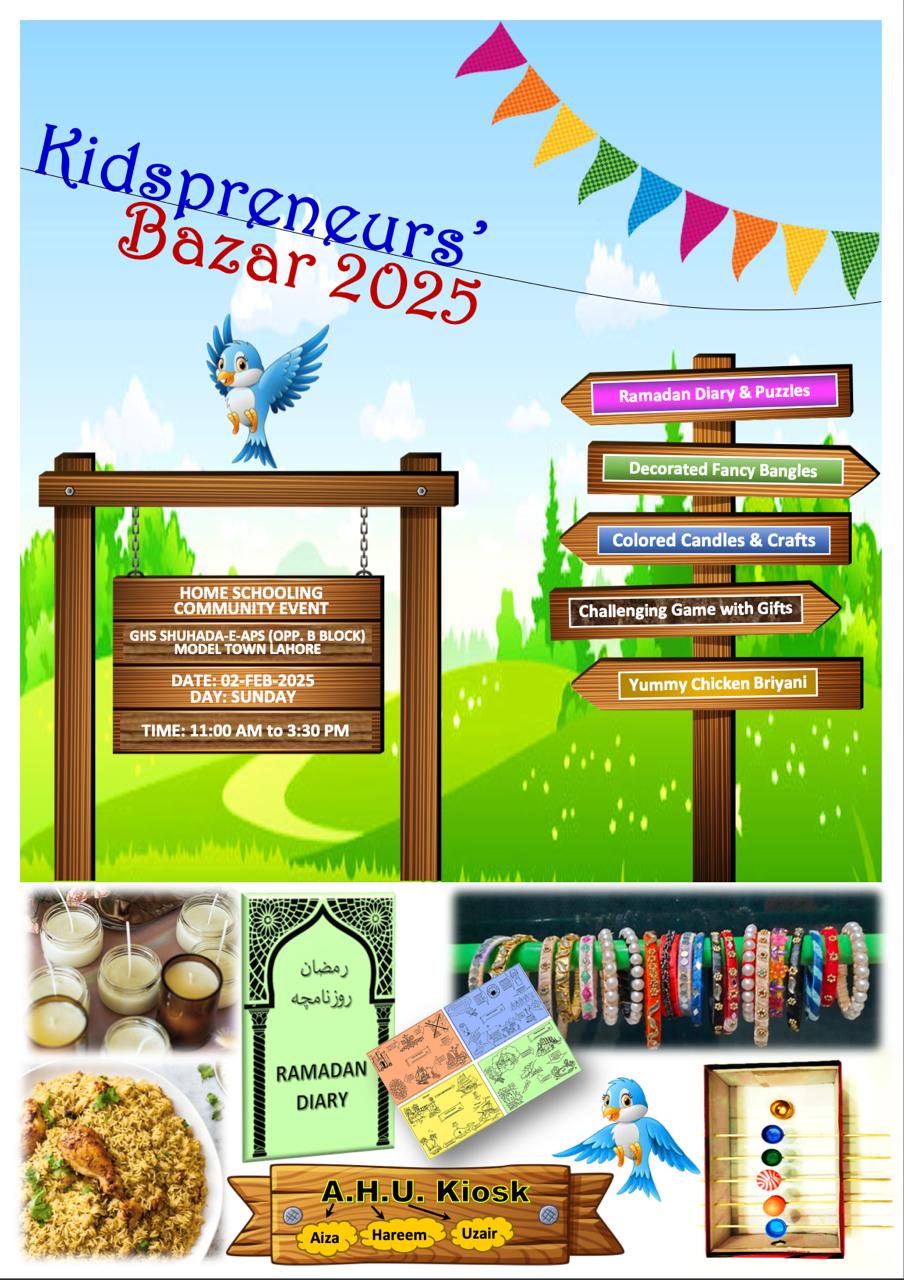 Kidspreneurs'
Bazar 2025
Ramadan Diary & Puzzles
Decorated Fancy Bangles
Colored Candles & Crafts
Challenging Game with Gifts
Yummy Chicken Briyani
HOME SCHOOLING
COMMUNITY EVENT
GHS SHUHADA-E-APS (OPP. B BLOCK)
MODEL TOWN LAHORE
DATE: 02-FEB-2025
DAY: SUNDAY
TIME: 11:00 AM to 3:30 PM
رمضان
روزنامچہ
RAMADAN
DIARY
A.H.U. Kiosk
Aiza
Hareem
Uzair